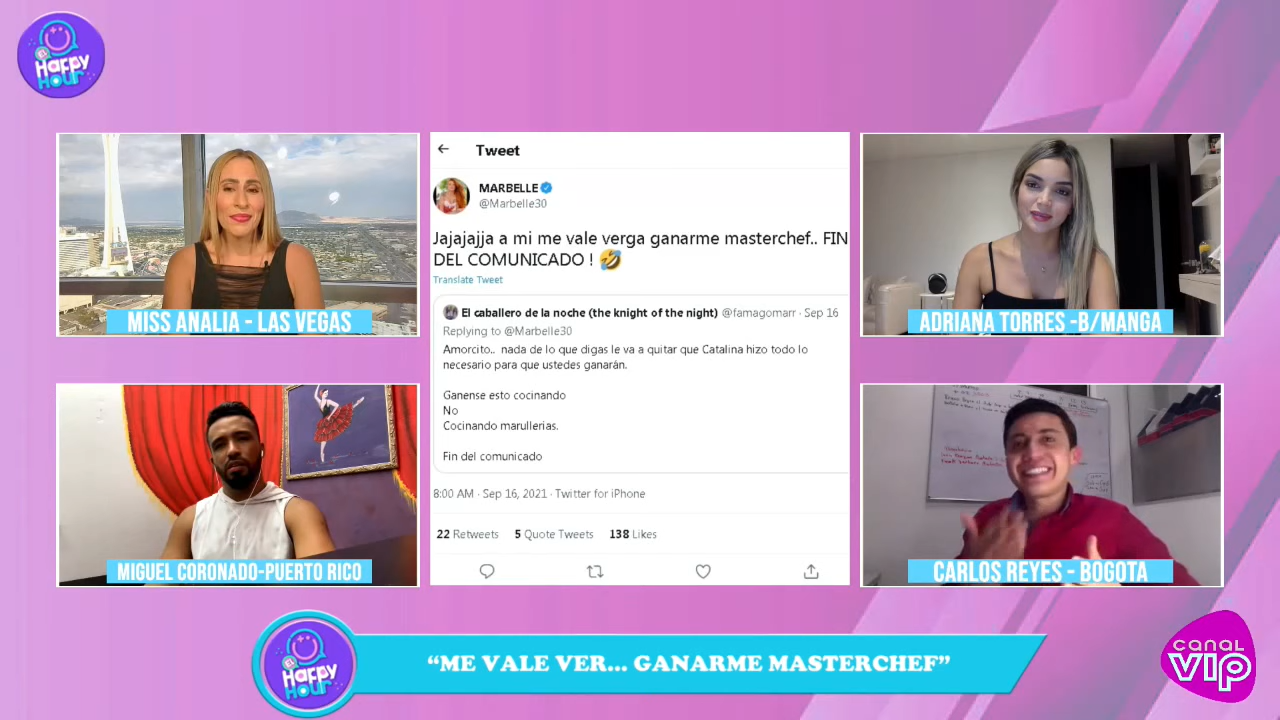 EL
HAPPY
HOUR
Tweet
MARBELLE
@Marbelle30
Jajajajja a mi me vale verga ganarme masterchef.. FIN
DEL COMUNICADO ! 🤣
Translate Tweet
El caballero de la noche (the knight of the night) @famagomarr · Sep 16
Replying to @Marbelle30
Amorcito.. nada de lo que digas le va a quitar que Catalina hizo todo lo
necesario para que ustedes ganarán.
Ganense esto cocinando
No
Cocinando marullerias.
Fin del comunicado
8:00 AM · Sep 16, 2021 · Twitter for iPhone
22 Retweets 5 Quote Tweets 138 Likes
MISS ANALIA - LAS VEGAS
ADRIANA TORRES -B/MANGA
MIGUEL CORONADO-PUERTO RICO
CARLOS REYES - BOGOTA
EL
HAPPY
HOUR
“ME VALE VER... GANARME MASTERCHEF”
CANAL
VIP